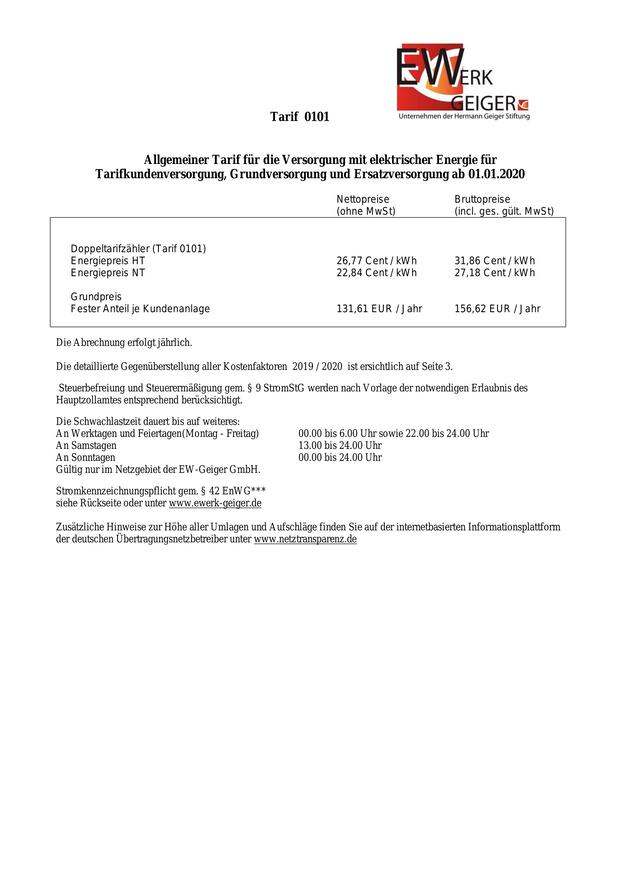 EWERK
GEIGER
Unternehmen der Hermann Geiger Stiftung
Tarif 0101
Allgemeiner Tarif für die Versorgung mit elektrischer Energie für
Tarifkundenversorgung, Grundversorgung und Ersatzversorgung ab 01.01.2020
Nettopreise Bruttopreise
(ohne MwSt) (incl. ges. gült. MwSt)
Doppeltarifzähler (Tarif 0101)
Energiepreis HT 26,77 Cent / kWh 31,86 Cent / kWh
Energiepreis NT 22,84 Cent / kWh 27,18 Cent / kWh
Grundpreis
Fester Anteil je Kundenanlage 131,61 EUR / Jahr 156,62 EUR / Jahr
Die Abrechnung erfolgt jährlich.
Die detaillierte Gegenüberstellung aller Kostenfaktoren 2019 / 2020 ist ersichtlich auf Seite 3.
Steuerbefreiung und Steuerermäßigung gem. § 9 StromStG werden nach Vorlage der notwendigen Erlaubnis des
Hauptzollamtes entsprechend berücksichtigt.
Die Schwachlastzeit dauert bis auf weiteres:
An Werktagen und Feiertagen(Montag - Freitag) 00.00 bis 6.00 Uhr sowie 22.00 bis 24.00 Uhr
An Samstagen 13.00 bis 24.00 Uhr
An Sonntagen 00.00 bis 24.00 Uhr
Gültig nur im Netzgebiet der EW-Geiger GmbH.
Stromkennzeichnungspflicht gem. § 42 EnWG***
siehe Rückseite oder unter www.ewerk-geiger.de
Zusätzliche Hinweise zur Höhe aller Umlagen und Aufschläge finden Sie auf der internetbasierten Informationsplattform
der deutschen Übertragungsnetzbetreiber unter www.netztransparenz.de